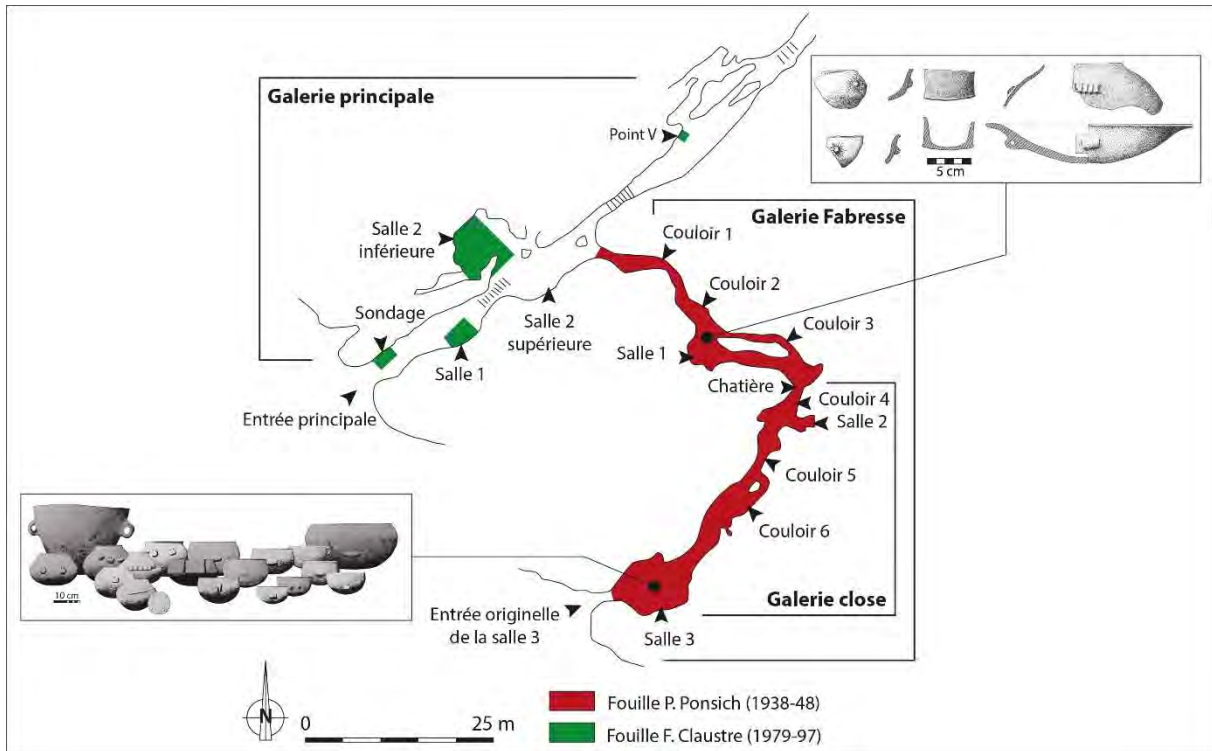 Galerie principale
Point V
5 cm
Salle 2
inférieure
Galerie Fabresse
Couloir 1
Couloir 2
Couloir 3
Sondage
Salle 2
supérieure
Salle 1
Salle 1
Entrée principale
Chatière
Couloir 4
Salle 2
Couloir 5
Couloir 6
10 cm
Galerie close
Entrée originelle
de la salle 3
Salle 3
N
0 25 m
Fouille P. Ponsich (1938-48)
Fouille F. Claustre (1979-97)